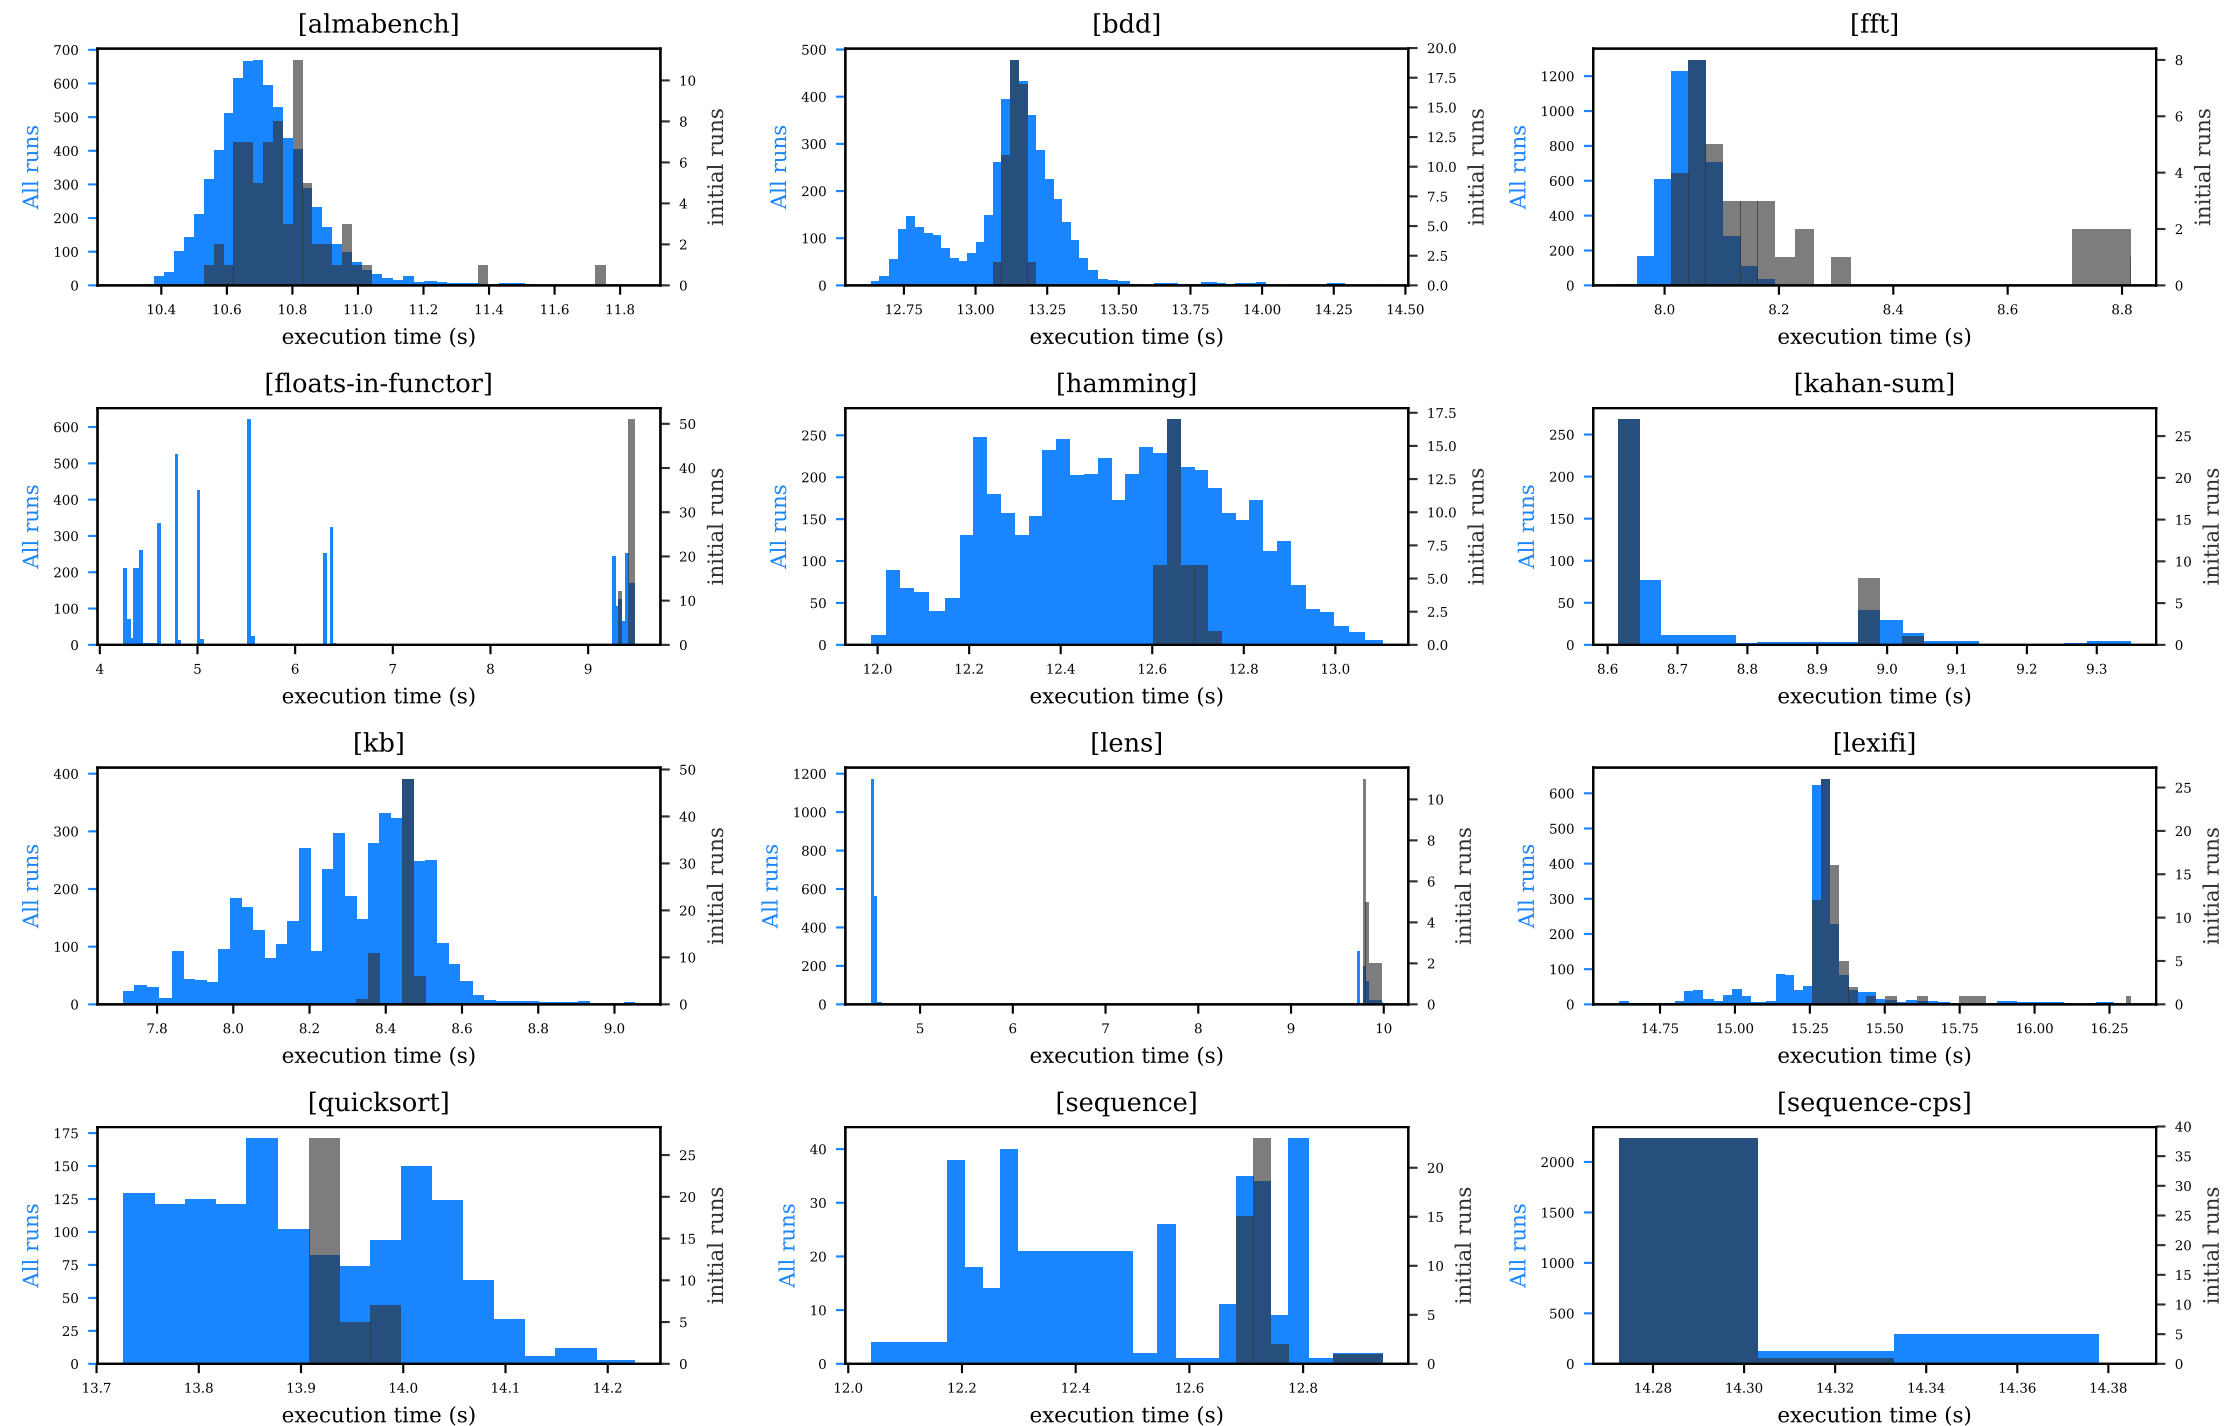 [almabench]
700
600
500
400
300
200
100
0
All runs
10
8
6
4
2
0
initial runs
10.4 10.6 10.8 11.0 11.2 11.4 11.6 11.8
execution time (s)
[bdd]
500
400
300
200
100
0
All runs
20.0
17.5
15.0
12.5
10.0
7.5
5.0
2.5
0.0
initial runs
12.75 13.00 13.25 13.50 13.75 14.00 14.25 14.50
execution time (s)
[fft]
1200
1000
800
600
400
200
0
All runs
8
6
4
2
0
initial runs
8.0 8.2 8.4 8.6 8.8
execution time (s)
[floats-in-functor]
600
500
400
300
200
100
0
All runs
50
40
30
20
10
0
initial runs
4 5 6 7 8 9
execution time (s)
[hamming]
250
200
150
100
50
0
All runs
17.5
15.0
12.5
10.0
7.5
5.0
2.5
0.0
initial runs
12.0 12.2 12.4 12.6 12.8 13.0
execution time (s)
[kahan-sum]
250
200
150
100
50
0
All runs
25
20
15
10
5
0
initial runs
8.6 8.7 8.8 8.9 9.0 9.1 9.2 9.3
execution time (s)
[kb]
400
300
200
100
0
All runs
50
40
30
20
10
0
initial runs
7.8 8.0 8.2 8.4 8.6 8.8 9.0
execution time (s)
[lens]
1200
1000
800
600
400
200
0
All runs
10
8
6
4
2
0
initial runs
5 6 7 8 9 10
execution time (s)
[lexifi]
600
500
400
300
200
100
0
All runs
25
20
15
10
5
0
initial runs
14.75 15.00 15.25 15.50 15.75 16.00 16.25
execution time (s)
[quicksort]
175
150
125
100
75
50
25
0
All runs
25
20
15
10
5
0
initial runs
13.7 13.8 13.9 14.0 14.1 14.2
execution time (s)
[sequence]
40
30
20
10
0
All runs
20
15
10
5
0
initial runs
12.0 12.2 12.4 12.6 12.8
execution time (s)
[sequence-cps]
2000
1500
1000
500
0
All runs
40
35
30
25
20
15
10
5
0
initial runs
14.28 14.30 14.32 14.34 14.36 14.38
execution time (s)